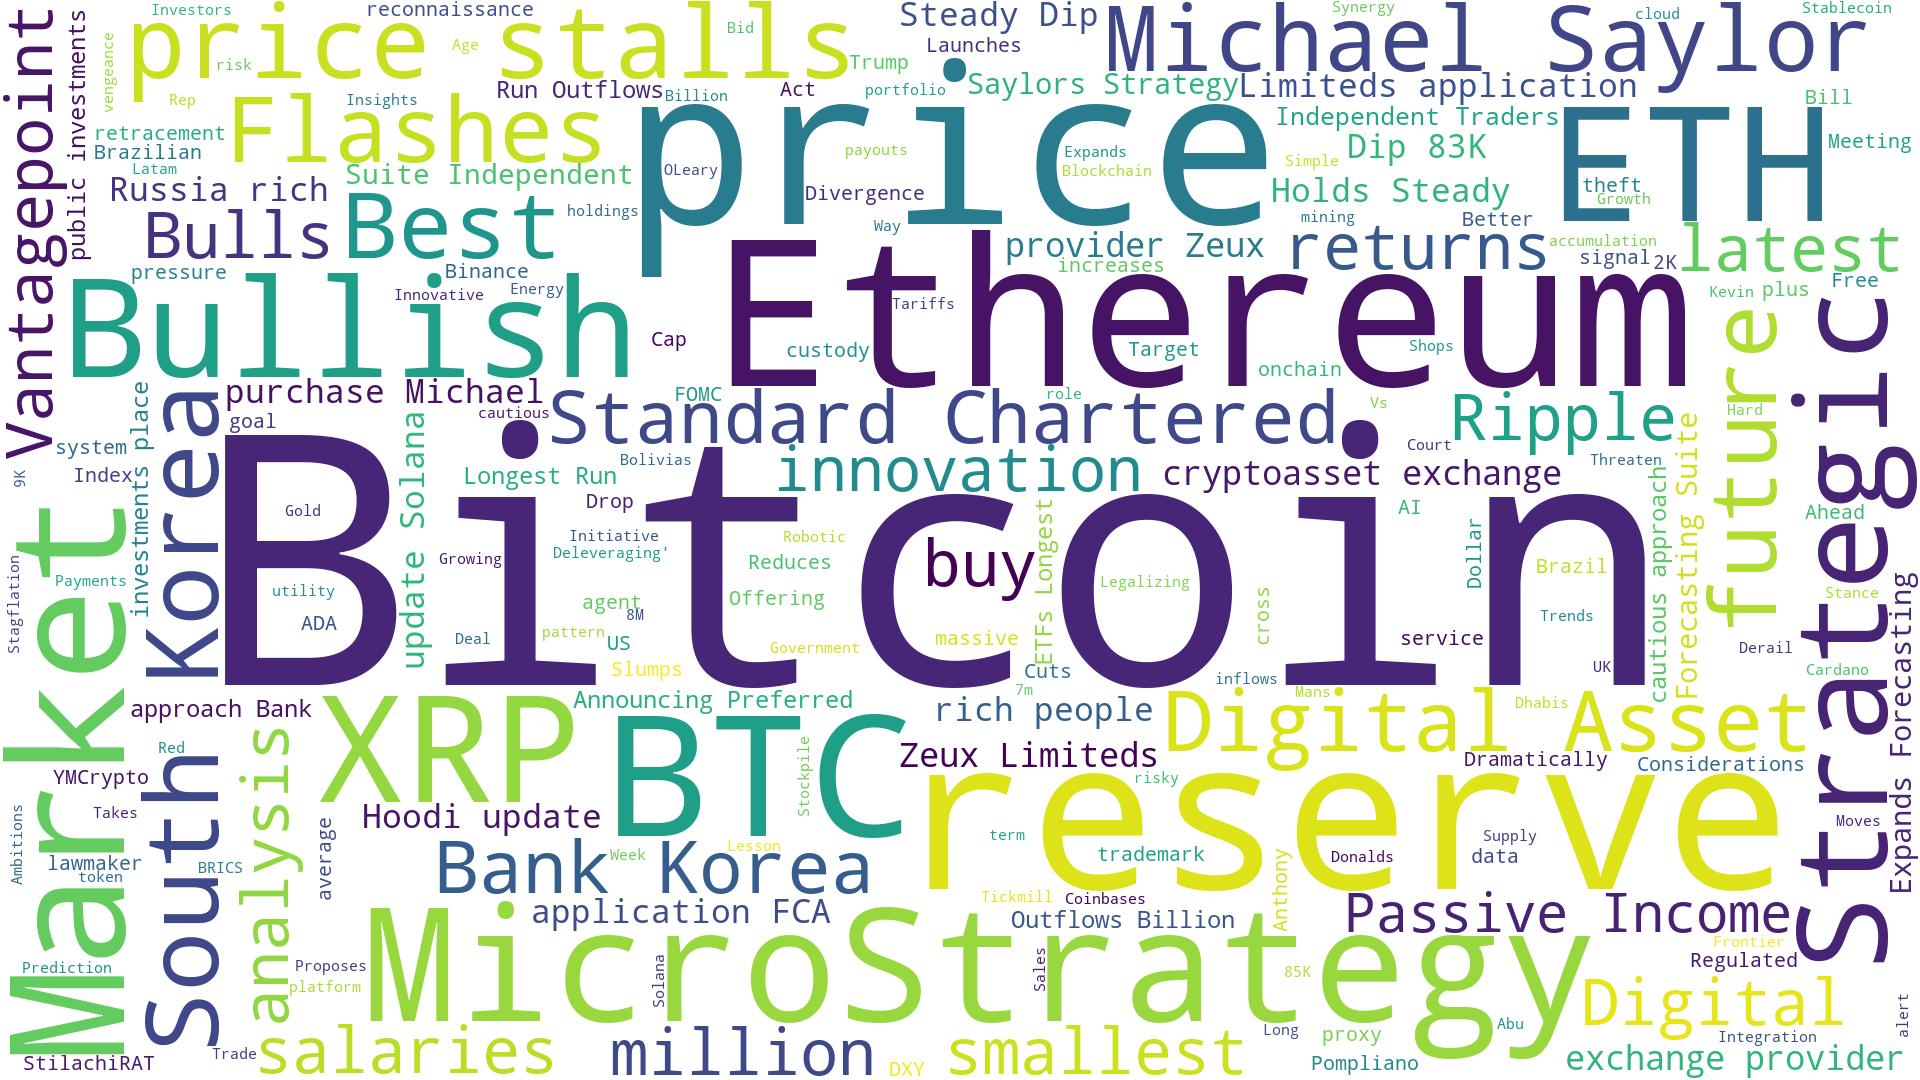 Investors
reconnaissance
Steady Dip
Michael Saylor
Synergy
cloud
Stablecoin
Vantagepoint
public investments
vengeance
price stalls
risk
Age
Bid
Launches
Trump
Saylors Strategy
Limiteds application
Rep
Insights
Run Outflows
Billion
Act
portfolio
Bill
retracement
Flashes
price
Independent Traders
ETH
Meeting
Brazilian
Latam
Suite Independent
OLeary
payouts
Expands
Blockchain
Simple
Dip 83K
Russia rich
Best
holdings
Divergence
Holds Steady
theft
Growth
Bulls
Way
mining
Better
provider Zeux
returns
accumulation
latest
pressure
Binance
increases
signal
2K
Free
Bullish
Innovative
Energy
Ethereum
Tariffs
Kevin
plus
Cap
custody
Target
Shops
onchain
future
Strategic
investments place
Korea
purchase Michael
FOMC
role
Vs
Hard
goal
cautious
Standard Chartered
Ripple
update Solana
system
Court
Forecasting Suite
9K
Index
Longest Run
Bolivias
innovation
cryptoasset exchange
Threaten
Market
Bitcoin
Gold
Drop
AI
Ahead
Initiative
Robotic
buy
ETFs Longest
Dollar
cautious approach
Stagflation
Growing
Deleveraging'
Reduces
Brazil
Payments
utility
Legalizing
Stance
Expands Forecasting
agent
8M
Offering
cross
Trends
ADA
Deal
pattern
US
Government
massive
service
Derail
Slumps
Cuts
inflows
UK
Cardano
approach Bank
XRP
Announcing Preferred
7m
Mans
Dhabis
BTC
rich people
Digital Asset
South
Red
analysis
Stockpile
Zeux Limiteds
Dramatically
Considerations
YMCrypto
risky
reserve
Ambitions
Takes
Hoodi update
average
term
Supply
Moves
lawmaker
token
BRICS
Bank Korea
Week
Lesson
trademark
Donalds
data
Anthony
Tickmill
Coinbases
application FCA
Outflows Billion
Passive Income
MicroStrategy
Frontier
Prediction
Proposes
platform
Solana
Sales
85K
Regulated
Digital
alert
StilachiRAT
Trade
salaries
million
DXY
smallest
Long
proxy
Pompliano
Abu
Integration
exchange provider